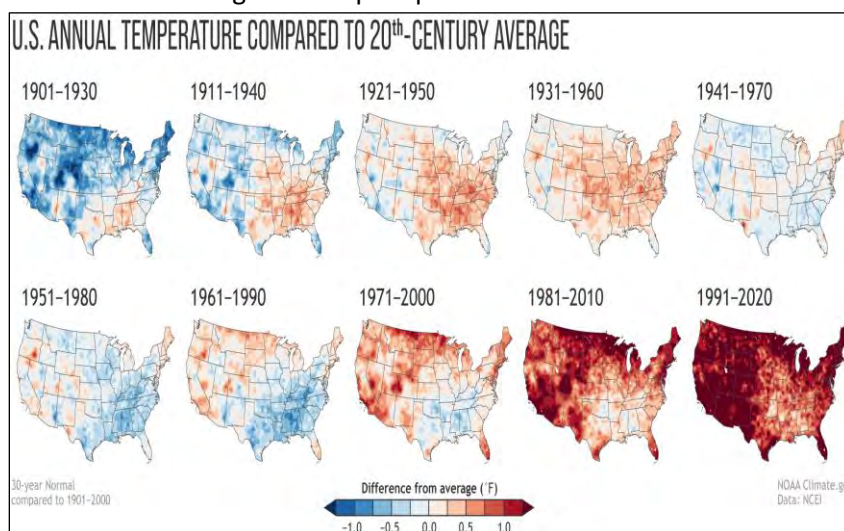 U.S. ANNUAL TEMPERATURE COMPARED TO 20th-CENTURY AVERAGE
1901–1930
1911–1940
1921–1950
1931–1960
1941–1970
1951–1980
1961–1990
1971–2000
1981–2010
1991–2020
30-year Normal
compared to 1901–2000
Difference from average (°F)
-1.0 -0.5 0.0 0.5 1.0
NOAA Climate.g
Data: NCEI